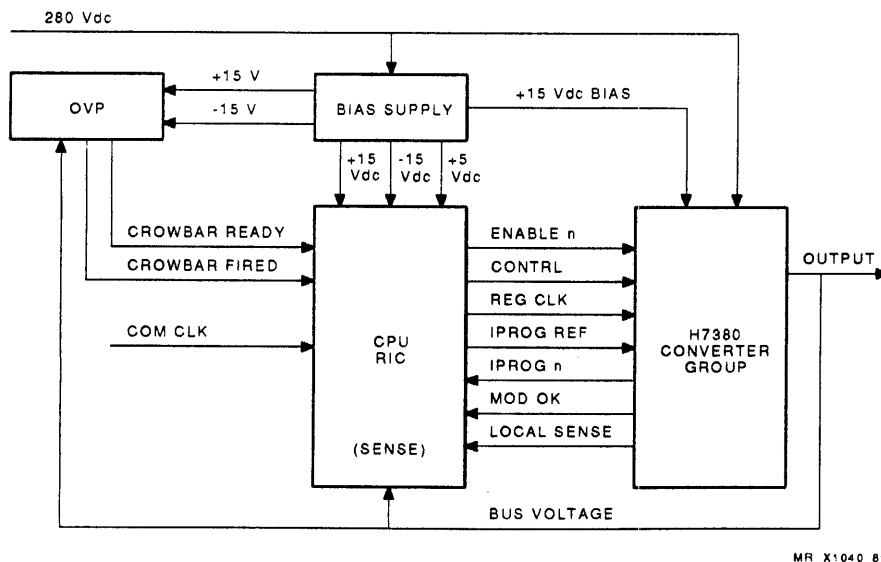 280 Vdc
+15 V
OVP
-15 V
BIAS SUPPLY
+15 Vdc BIAS
+15 Vdc
-15 Vdc
+5 Vdc
CROWBAR READY
CROWBAR FIRED
COM CLK
CPU
RIC
(SENSE)
ENABLE n
CONTRL
REG CLK
IPROG REF
IPROG n
MOD OK
LOCAL SENSE
H7380
CONVERTER
GROUP
OUTPUT
BUS VOLTAGE
MR X1040 8